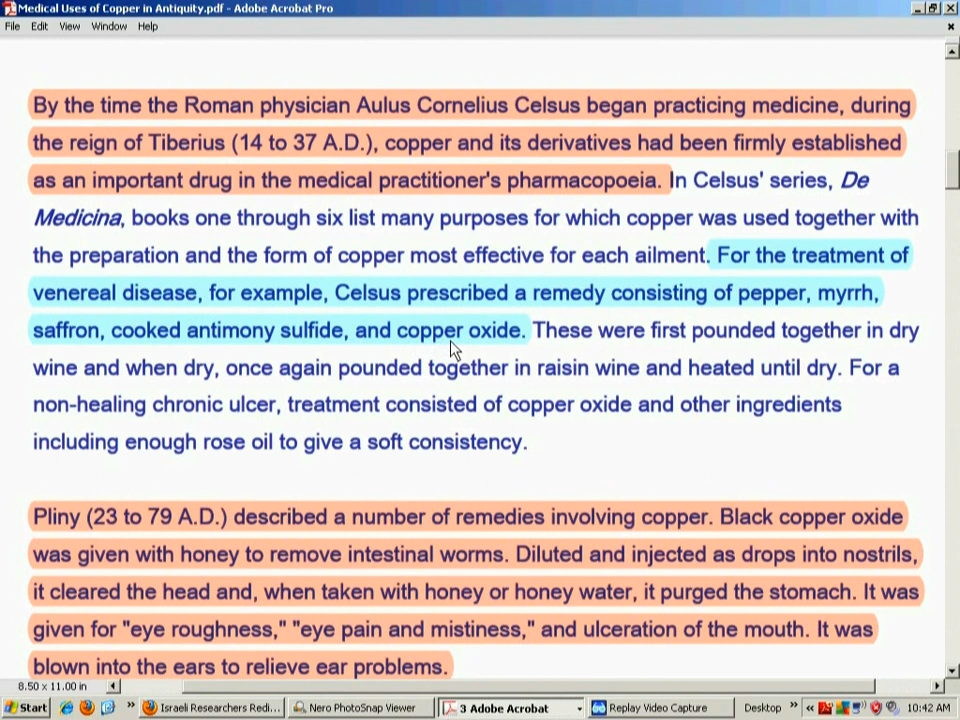 Medical Uses of Copper in Antiquity.pdf - Adobe Acrobat Pro
File Edit View Window Help
By the time the Roman physician Aulus Cornelius Celsus began practicing medicine, during
the reign of Tiberius (14 to 37 A.D.), copper and its derivatives had been firmly established
as an important drug in the medical practitioner's pharmacopoeia. In Celsus' series, De
Medicina, books one through six list many purposes for which copper was used together with
the preparation and the form of copper most effective for each ailment. For the treatment of
venereal disease, for example, Celsus prescribed a remedy consisting of pepper, myrrh,
saffron, cooked antimony sulfide, and copper oxide. These were first pounded together in dry
wine and when dry, once again pounded together in raisin wine and heated until dry. For a
non-healing chronic ulcer, treatment consisted of copper oxide and other ingredients
including enough rose oil to give a soft consistency.
Pliny (23 to 79 A.D.) described a number of remedies involving copper. Black copper oxide
was given with honey to remove intestinal worms. Diluted and injected as drops into nostrils,
it cleared the head and, when taken with honey or honey water, it purged the stomach. It was
given for "eye roughness," "eye pain and mistiness," and ulceration of the mouth. It was
blown into the ears to relieve ear problems.
8.50 x 11.00 in
Start » Israeli Researchers Redi... Nero PhotoSnap Viewer 3 Adobe Acrobat Replay Video Capture Desktop » « 10:42 AM